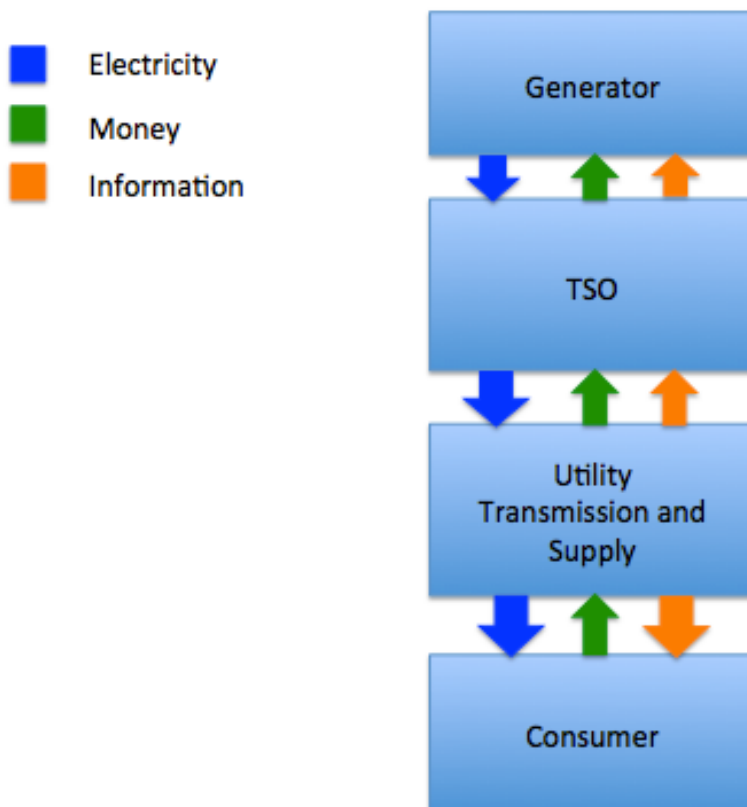 Electricity
Money
Information
Generator
TSO
Utility
Transmission and
Supply
Consumer